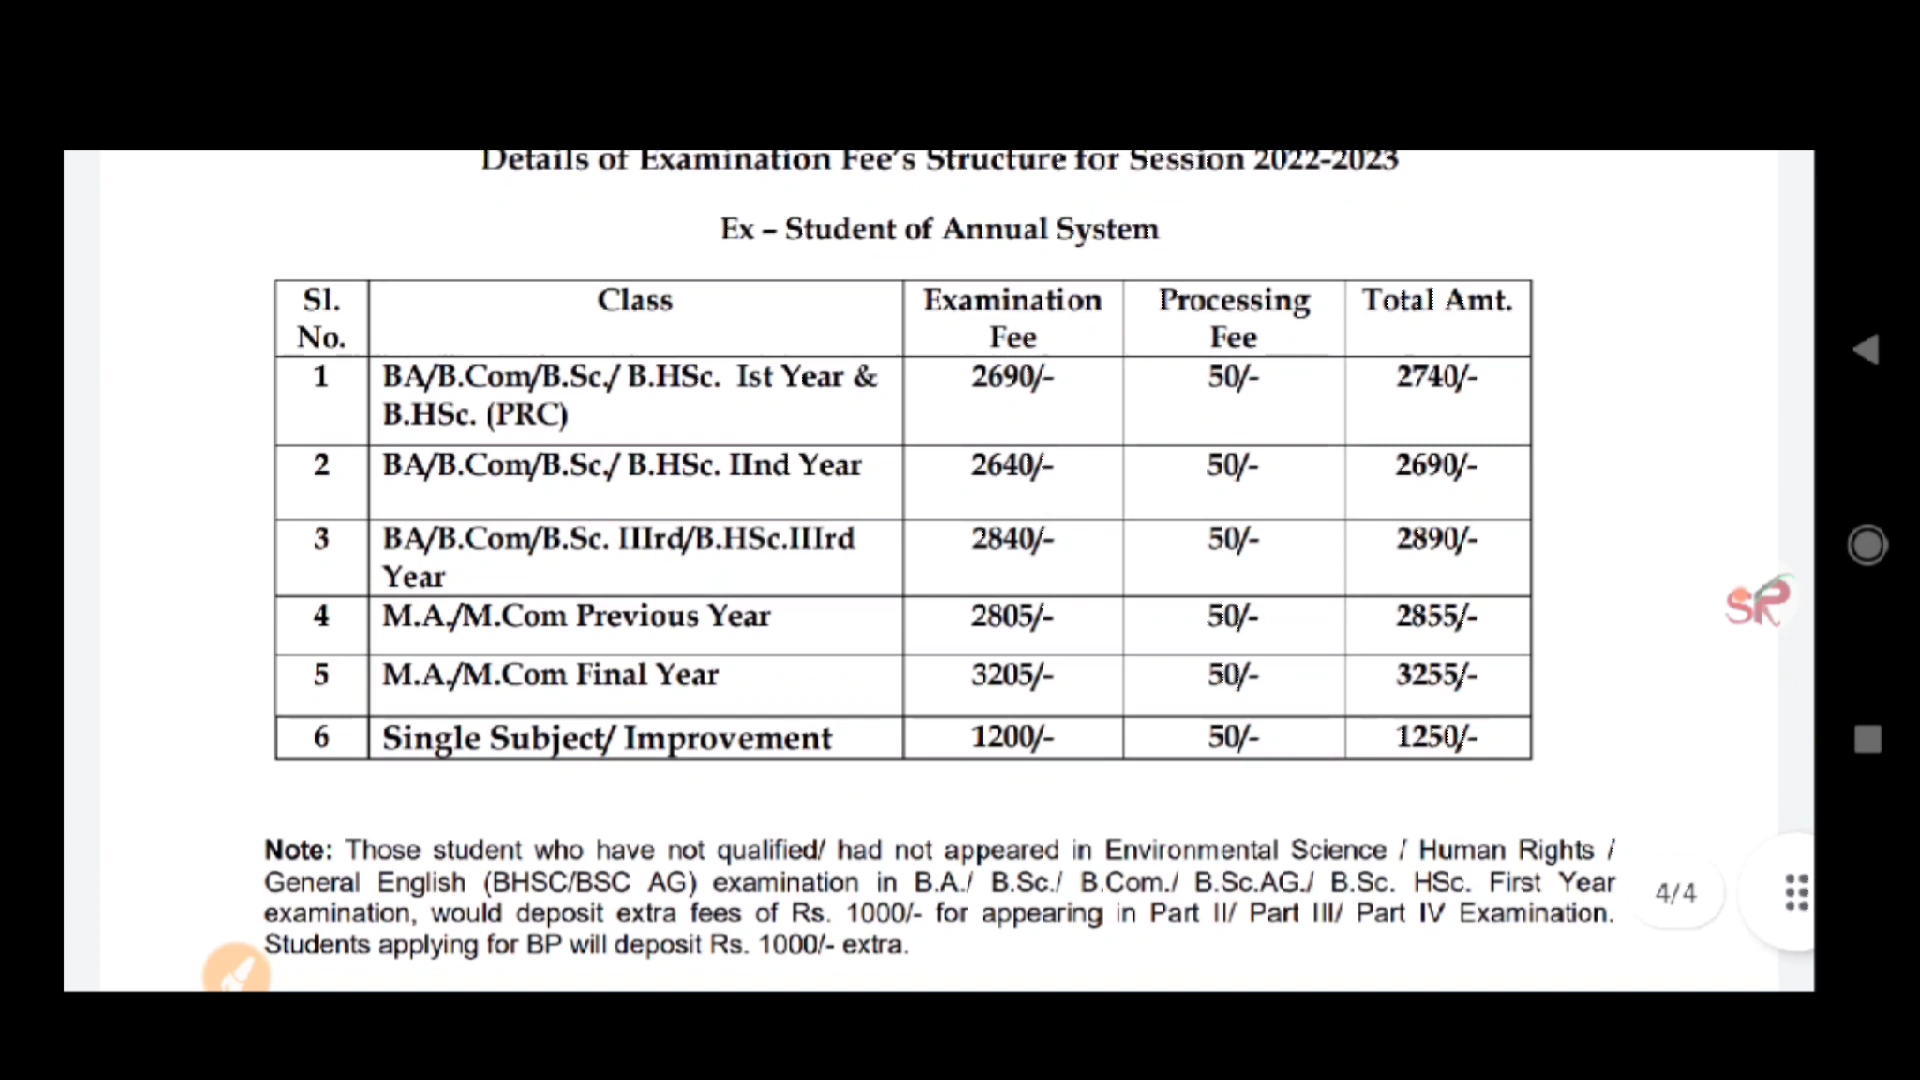 Details of Examination Fee's Structure for Session 2022-2023
Ex – Student of Annual System
Sl. No. Class Examination Fee Processing Fee Total Amt.
1 BA/B.Com/B.Sc./ B.HSc. Ist Year & B.HSc. (PRC) 2690/- 50/- 2740/-
2 BA/B.Com/B.Sc./ B.HSc. IInd Year 2640/- 50/- 2690/-
3 BA/B.Com/B.Sc. IIIrd/B.HSc.IIIrd Year 2840/- 50/- 2890/-
4 M.A./M.Com Previous Year 2805/- 50/- 2855/-
5 M.A./M.Com Final Year 3205/- 50/- 3255/-
6 Single Subject/ Improvement 1200/- 50/- 1250/-
Note: Those student who have not qualified/ had not appeared in Environmental Science / Human Rights /
General English (BHSC/BSC AG) examination in B.A./ B.Sc./ B.Com./ B.Sc.AG./ B.Sc. HSc. First Year
examination, would deposit extra fees of Rs. 1000/- for appearing in Part II/ Part III/ Part IV Examination.
Students applying for BP will deposit Rs. 1000/- extra.
4/4
SR